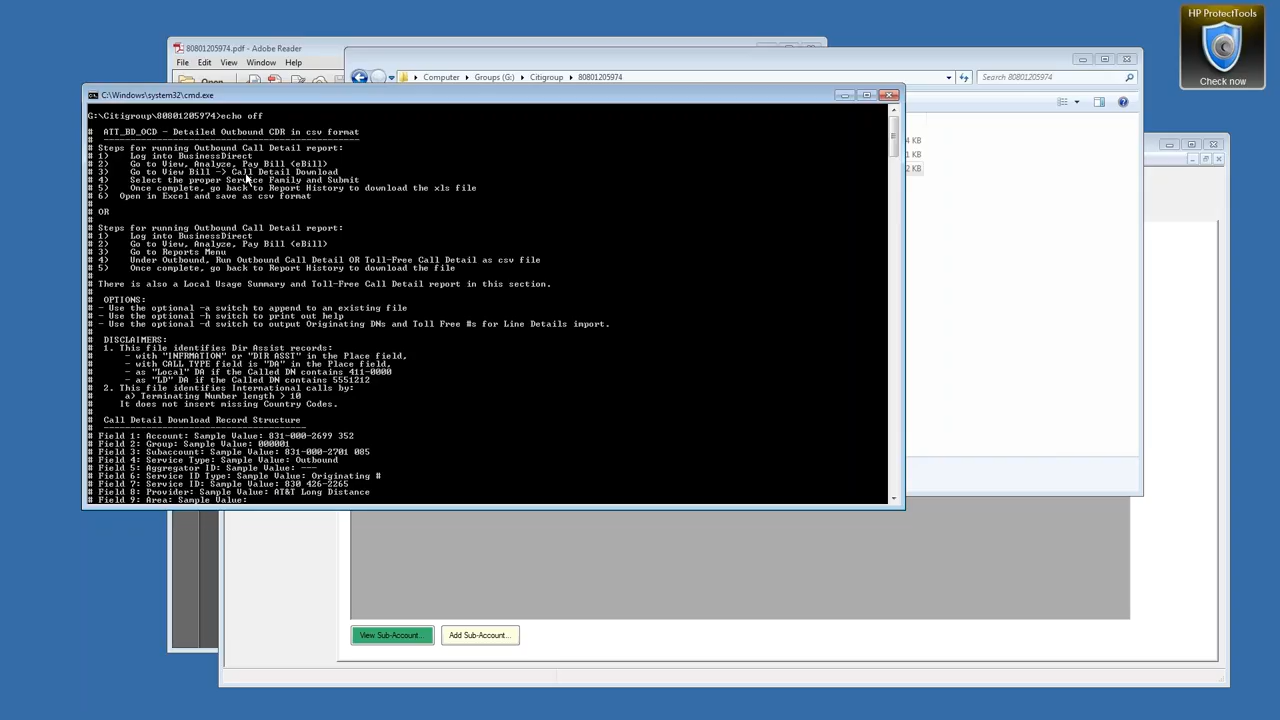 HP ProtectTools
Check now
80801205974.pdf - Adobe Reader
File Edit View Window Help
Open
Computer Groups (G:) Citigroup 80801205974
Search 80801205974
4 KB
1 KB
2 KB
C:\Windows\system32\cmd.exe
G:\Citigroup\80801205974>echo off
# ATT_BD_OCD - Detailed Outbound CDR in csv format
# ----------------------------------------------
# Steps for running Outbound Call Detail report:
# 1) Log into BusinessDirect
# 2) Go to View, Analyze, Pay Bill (eBill)
# 3) Go to View Bill -> Call Detail Download
# 4) Select the proper Service Family and Submit
# 5) Once complete, go back to Report History to download the xls file
# 6) Open in Excel and save as csv format
#
# OR
#
# Steps for running Outbound Call Detail report:
# 1) Log into BusinessDirect
# 2) Go to View, Analyze, Pay Bill (eBill)
# 3) Go to Reports Menu
# 4) Under Outbound, Run Outbound Call Detail OR Toll-Free Call Detail as csv file
# 5) Once complete, go back to Report History to download the file
#
# There is also a Local Usage Summary and Toll-Free Call Detail report in this section.
#
# OPTIONS:
# - Use the optional -a switch to append to an existing file
# - Use the optional -h switch to print out help
# - Use the optional -d switch to output Originating DNs and Toll Free #s for Line Details import.
#
# DISCLAIMERS:
# 1. This file identifies Dir Assist records:
# - with "INFRMATION" or "DIR ASST" in the Place field,
# - with CALL TYPE field is "DA" in the Place field,
# - as "Local" DA if the Called DN contains 411-0000
# - as "LD" DA if the Called DN contains 5551212
# 2. This file identifies International calls by:
# a) Terminating Number length > 10
# It does not insert missing Country Codes.
#
# Call Detail Download Record Structure
# -------------------------------------
# Field 1: Account: Sample Value: 831-000-2699 352
# Field 2: Group: Sample Value: 000001
# Field 3: Subaccount: Sample Value: 831-000-2701 085
# Field 4: Service Type: Sample Value: Outbound
# Field 5: Aggregator ID: Sample Value: ---
# Field 6: Service ID Type: Sample Value: Originating #
# Field 7: Service ID: Sample Value: 830 426-2265
# Field 8: Provider: Sample Value: AT&T Long Distance
# Field 9: Area: Sample Value:
View Sub-Account...
Add Sub-Account...